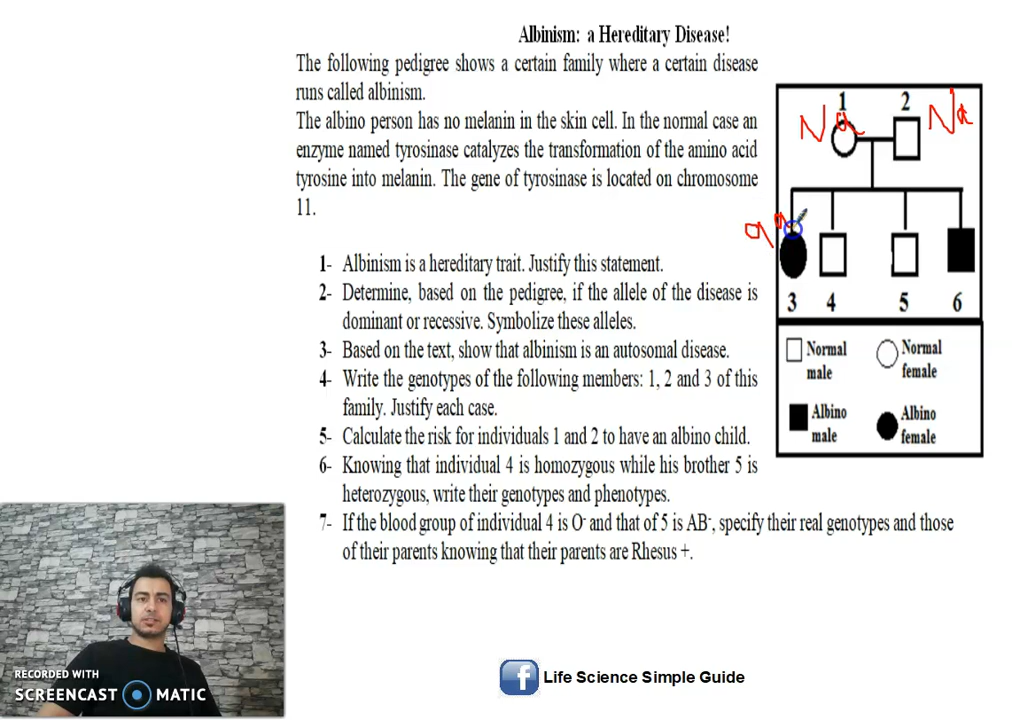 Albinism: a Hereditary Disease!
The following pedigree shows a certain family where a certain disease
runs called albinism.
The albino person has no melanin in the skin cell. In the normal case an
enzyme named tyrosinase catalyzes the transformation of the amino acid
tyrosine into melanin. The gene of tyrosinase is located on chromosome
11.
1- Albinism is a hereditary trait. Justify this statement.
2- Determine, based on the pedigree, if the allele of the disease is
dominant or recessive. Symbolize these alleles.
3- Based on the text, show that albinism is an autosomal disease.
4- Write the genotypes of the following members: 1, 2 and 3 of this
family. Justify each case.
5- Calculate the risk for individuals 1 and 2 to have an albino child.
6- Knowing that individual 4 is homozygous while his brother 5 is
heterozygous, write their genotypes and phenotypes.
7- If the blood group of individual 4 is O⁻ and that of 5 is AB⁻, specify their real genotypes and those
of their parents knowing that their parents are Rhesus +.
1 2
Na Na
aa
3 4 5 6
Normal male
Normal female
Albino male
Albino female
RECORDED WITH
SCREENCAST MATIC
f Life Science Simple Guide